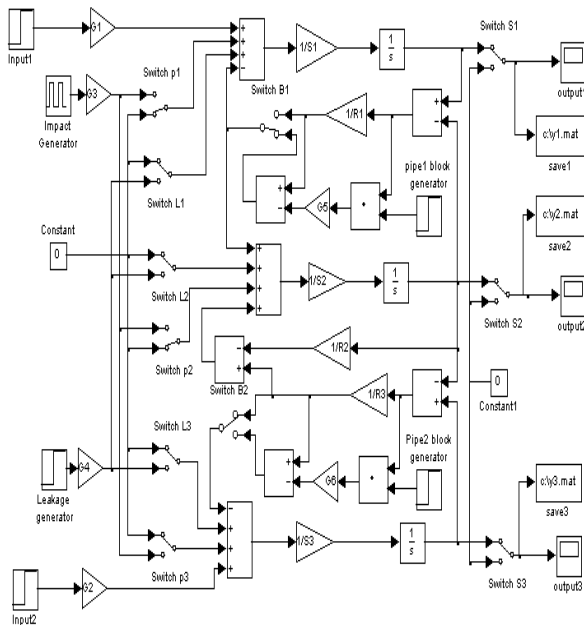 Input1
G1
+
+
+
−
Switch B1
1/S1
1
s
Switch S1
output1
G3
Impact
Generator
Switch p1
1/R1
+
−
c:\y1.mat
save1
Switch L1
+
−
G5
*
pipe1 block
generator
c:\y2.mat
save2
Constant
0
Switch L2
+
+
+
+
1/S2
1
s
Switch S2
output2
Switch p2
−
+
Switch B2
1/R2
1/R3
+
−
+
0
Constant1
Switch L3
+
−
G6
*
Pipe2 block
generator
G4
Leakage
generator
c:\y3.mat
save3
−
+
+
+
1/S3
1
s
Switch p3
Switch S3
output3
Input2
G2